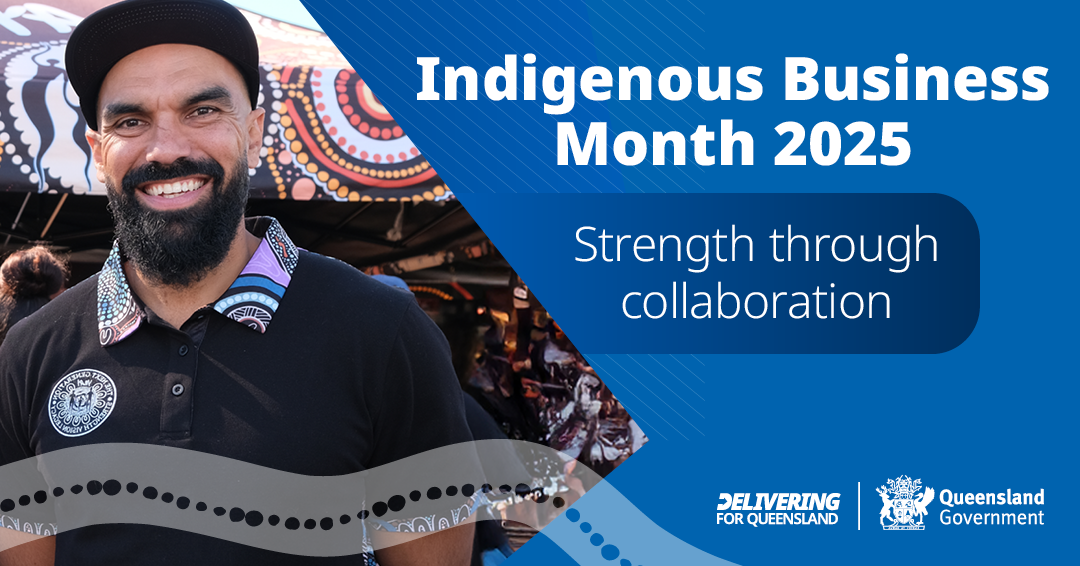 Indigenous Business
Month 2025
Strength through
collaboration
DELIVERING
FOR QUEENSLAND
Queensland
Government